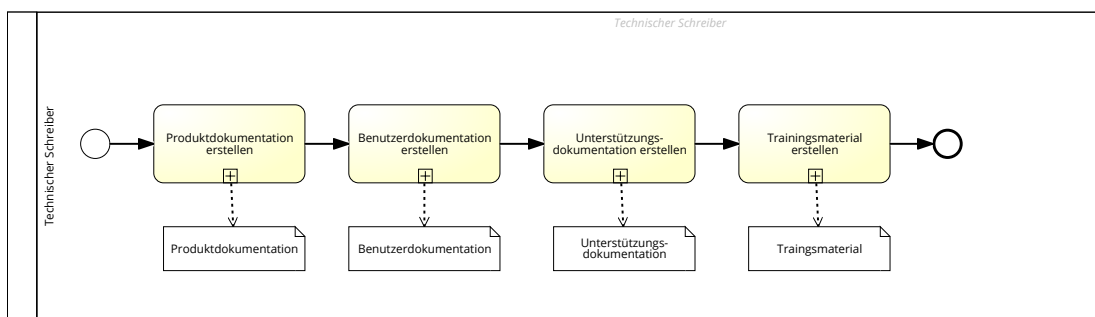 Technischer Schreiber
Technischer Schreiber
Produktdokumentation
erstellen
Benutzerdokumentation
erstellen
Unterstützungs-
dokumentation erstellen
Trainingsmaterial
erstellen
Produktdokumentation
Benutzerdokumentation
Unterstützungs-
dokumentation
Traingsmaterial